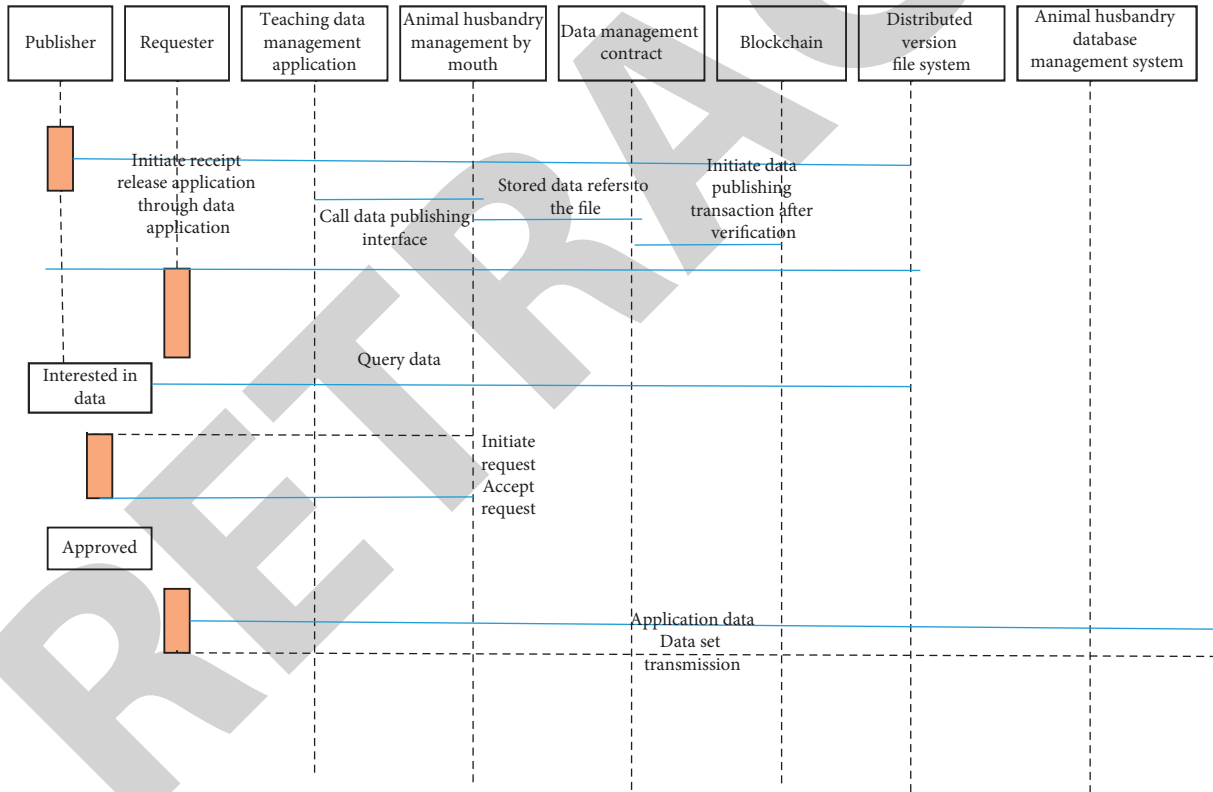 Publisher
Requester
Teaching data
management
application
Animal husbandry
management by
mouth
Data management
contract
Blockchain
Distributed
version
file system
Animal husbandry
database
management system
Initiate receipt
release application
through data
application
Call data publishing
interface
Stored data refers to
the file
Initiate data
publishing
transaction after
verification
Query data
Interested in
data
Initiate
request
Accept
request
Approved
Application data
Data set
transmission
RETRAC